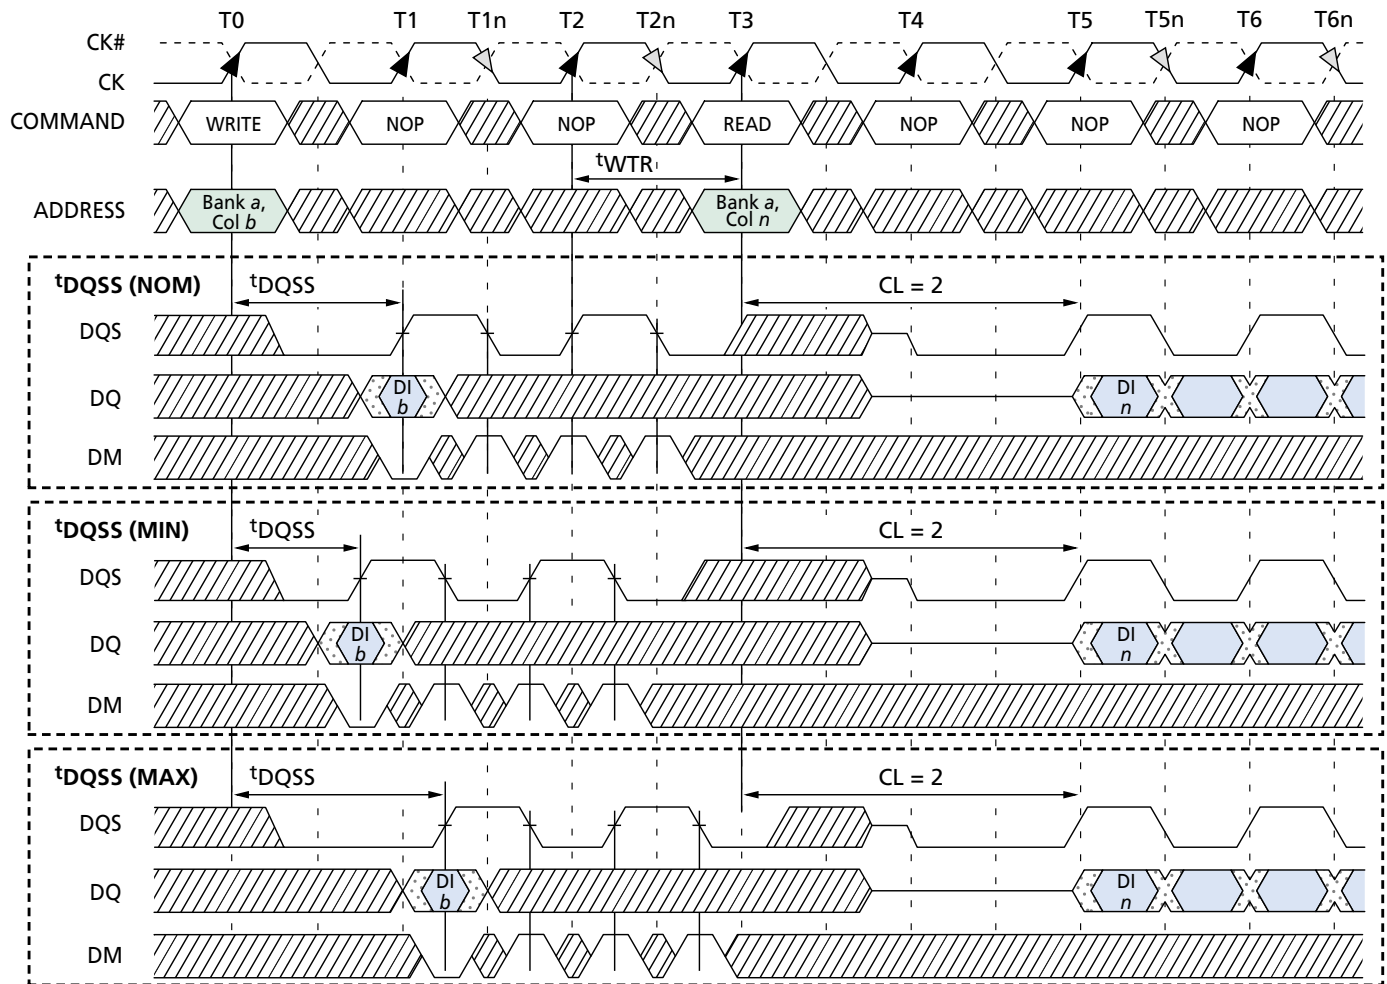 T0 T1 T1n T2 T2n T3 T4 T5 T5n T6 T6n
CK#
CK
COMMAND WRITE NOP NOP READ NOP NOP NOP
tWTR
ADDRESS Bank a, Col b Bank a, Col n
tDQSS (NOM) tDQSS CL = 2
DQS
DQ DI b DI n
DM
tDQSS (MIN) tDQSS CL = 2
DQS
DQ DI b DI n
DM
tDQSS (MAX) tDQSS CL = 2
DQS
DQ DI b DI n
DM